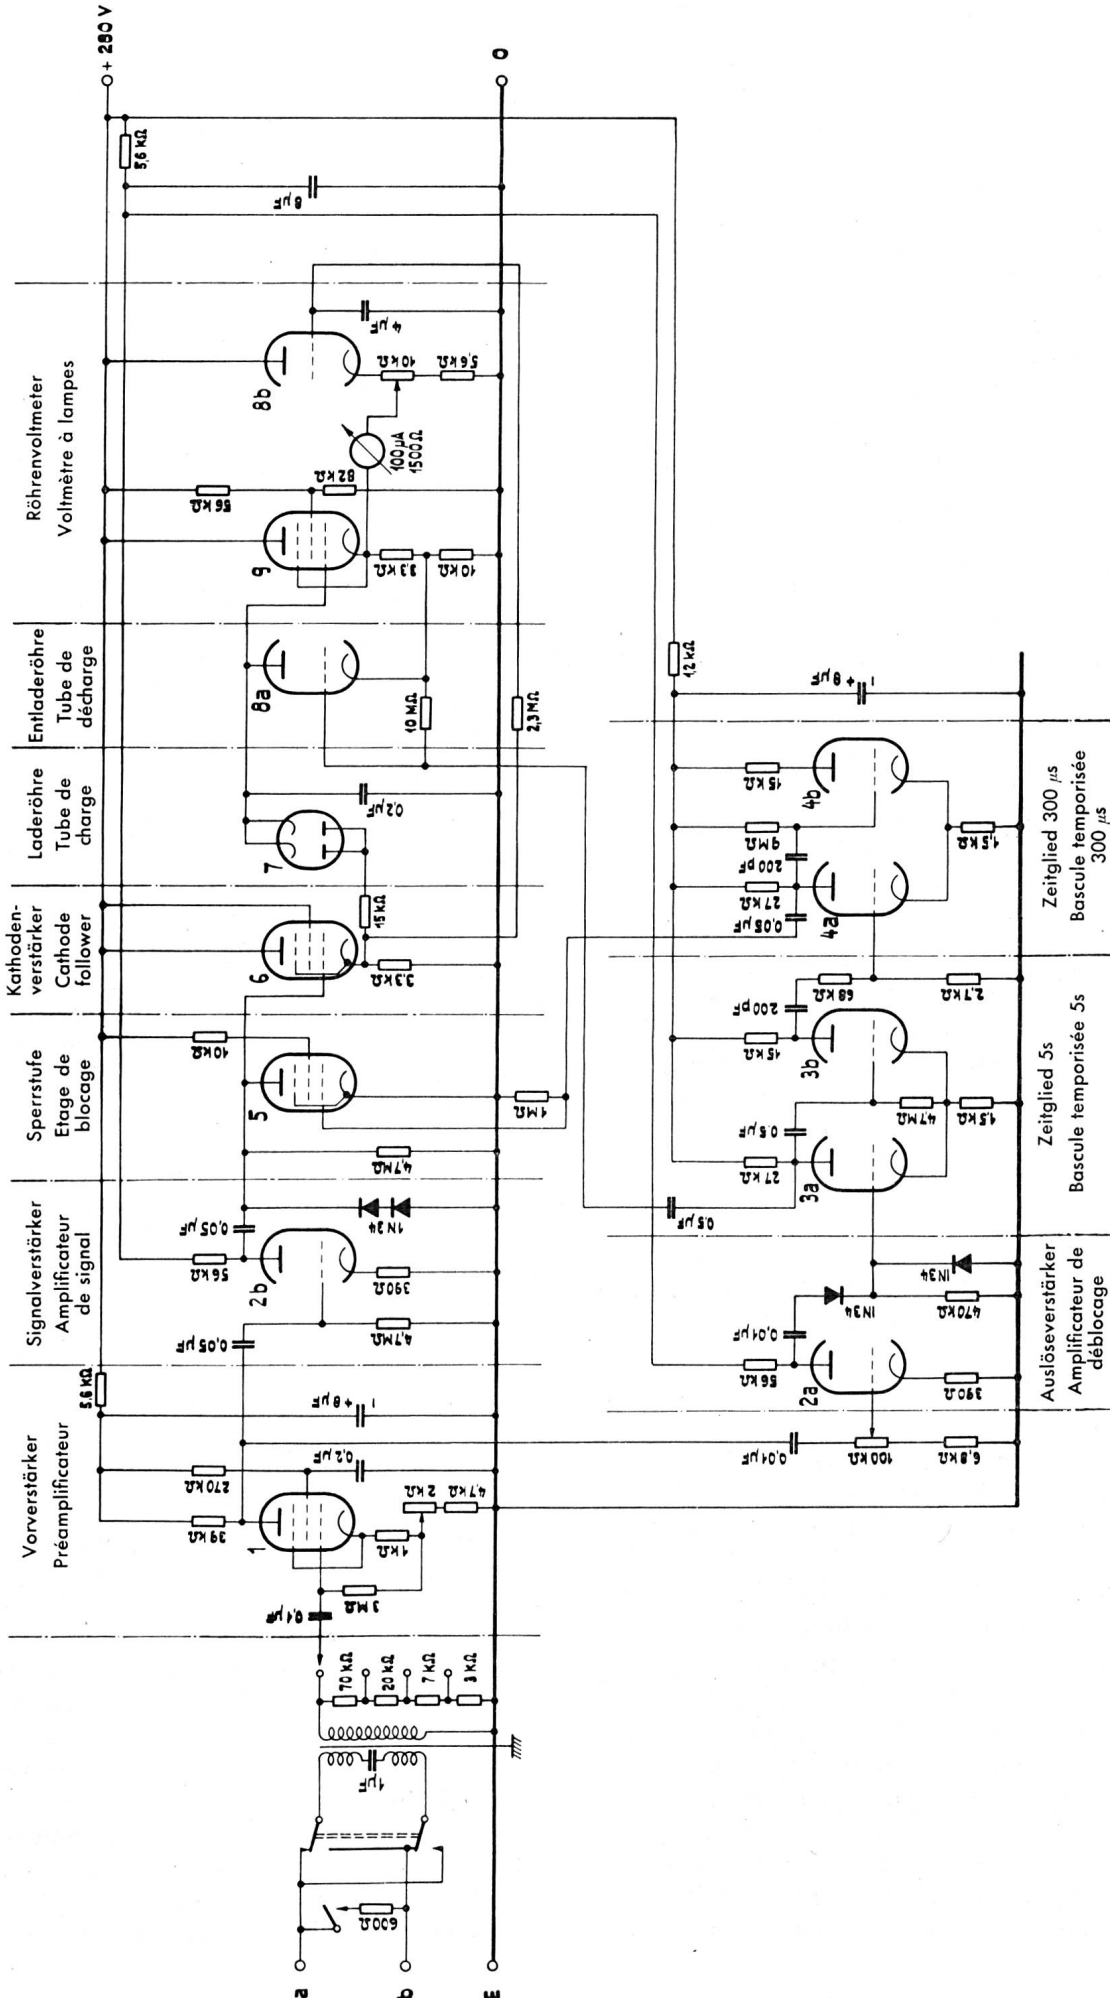 Vorverstärker
Préamplificateur
Signalverstärker
Amplificateur
de signal
Sperrstufe
Etage de
blocage
Kathoden-
verstärker
Cathode
follower
Laderöhre
Tube de
charge
Entladeröhre
Tube de
décharge
Röhrenvoltmeter
Voltmètre à lampes
+ 280 V
5,6 kΩ
5,6 kΩ
39 kΩ
270 kΩ
56 kΩ
10 kΩ
56 kΩ
8 µF
0,05 µF
0,05 µF
1
2b
5
6
7
8a
9
8b
a
600 Ω
1 µF
70 kΩ
20 kΩ
7 kΩ
3 kΩ
0,1 µF
3 MΩ
1 kΩ
2 kΩ
4,7 kΩ
0,2 µF
+ 8 µF
4,7 MΩ
390 Ω
1N34
4,7 MΩ
3,3 kΩ
15 kΩ
0,2 µF
10 MΩ
3,3 kΩ
10 kΩ
82 kΩ
100 µA
1500 Ω
10 kΩ
5,6 kΩ
4 µF
b
E
0
1 MΩ
2,3 MΩ
1,2 kΩ
0,5 µF
56 kΩ
27 kΩ
15 kΩ
27 kΩ
9 MΩ
15 kΩ
0,01 µF
0,01 µF
0,5 µF
200 pF
0,05 µF
200 pF
+ 8 µF
2a
3a
3b
4a
4b
100 kΩ
6,8 kΩ
390 Ω
1N34
470 kΩ
1N34
4,7 MΩ
1,5 kΩ
68 kΩ
2,7 kΩ
1,5 kΩ
Auslöseverstärker
Amplificateur de
déblocage
Zeitglied 5s
Bascule temporisée 5s
Zeitglied 300 µs
Bascule temporisée
300 µs